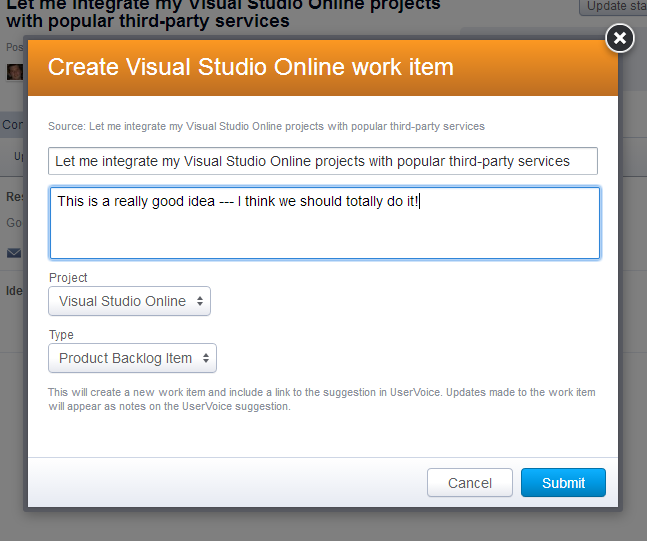 Let me integrate my Visual Studio Online projects
with popular third-party services
Update sta
Pos
Create Visual Studio Online work item
Source: Let me integrate my Visual Studio Online projects with popular third-party services
Let me integrate my Visual Studio Online projects with popular third-party services
This is a really good idea --- I think we should totally do it!
Con
Up
Res
Go
Ide
Project
Visual Studio Online
Type
Product Backlog Item
This will create a new work item and include a link to the suggestion in UserVoice. Updates made to the work item
will appear as notes on the UserVoice suggestion.
Cancel
Submit